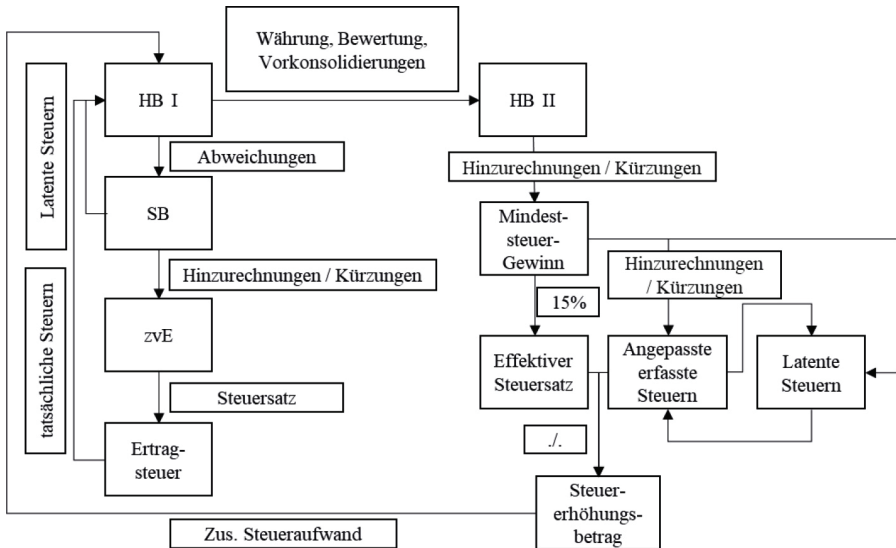 Währung, Bewertung,
Vorkonsolidierungen
HB I
HB II
Latente Steuern
Abweichungen
Hinzurechnungen / Kürzungen
SB
Mindest-
steuer-
Gewinn
Hinzurechnungen / Kürzungen
Hinzurechnungen
/ Kürzungen
15%
zvE
Effektiver
Steuersatz
Angepasste
erfasste
Steuern
Latente
Steuern
tatsächliche Steuern
Steuersatz
./.
Ertrag-
steuer
Steuer-
erhöhungs-
betrag
Zus. Steueraufwand